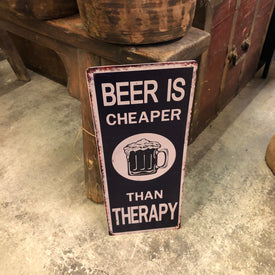 BEER IS
CHEAPER
THAN
THERAPY